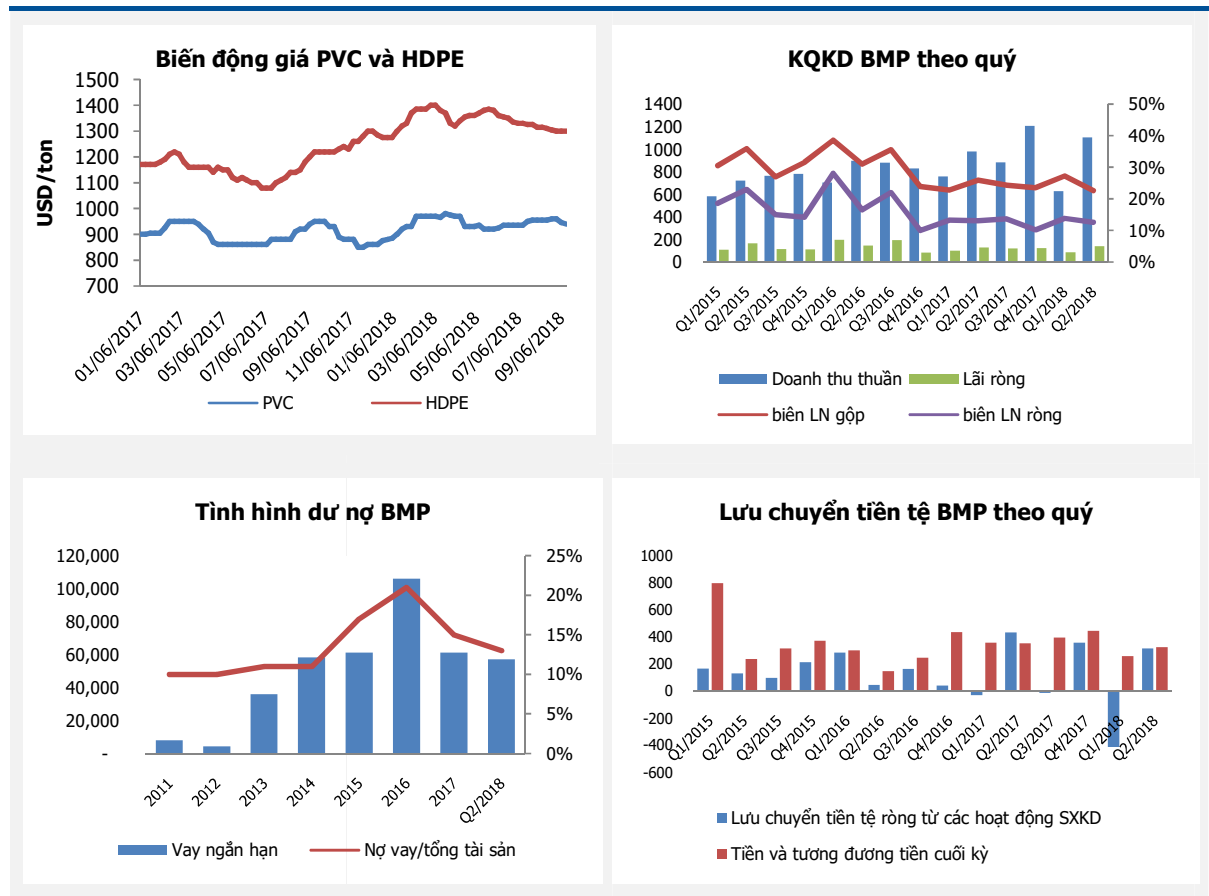 Biến động giá PVC và HDPE
USD/ton
1500
1400
1300
1200
1100
1000
900
800
700
01/06/2017
03/06/2017
05/06/2017
07/06/2017
09/06/2017
11/06/2017
01/06/2018
03/06/2018
05/06/2018
07/06/2018
09/06/2018
PVC
HDPE
KQKD BMP theo quý
1400
1200
1000
800
600
400
200
0
50%
40%
30%
20%
10%
0%
Q1/2015
Q2/2015
Q3/2015
Q4/2015
Q1/2016
Q2/2016
Q3/2016
Q4/2016
Q1/2017
Q2/2017
Q3/2017
Q4/2017
Q1/2018
Q2/2018
Doanh thu thuần
Lãi ròng
biên LN gộp
biên LN ròng
Tình hình dư nợ BMP
120,000
100,000
80,000
60,000
40,000
20,000
-
25%
20%
15%
10%
5%
0%
2011
2012
2013
2014
2015
2016
2017
Q2/2018
Vay ngắn hạn
Nợ vay/tổng tài sản
Lưu chuyển tiền tệ BMP theo quý
1000
800
600
400
200
0
-200
-400
-600
Q1/2015
Q2/2015
Q3/2015
Q4/2015
Q1/2016
Q2/2016
Q3/2016
Q4/2016
Q1/2017
Q2/2017
Q3/2017
Q4/2017
Q1/2018
Q2/2018
Lưu chuyển tiền tệ ròng từ các hoạt động SXKD
Tiền và tương đương tiền cuối kỳ